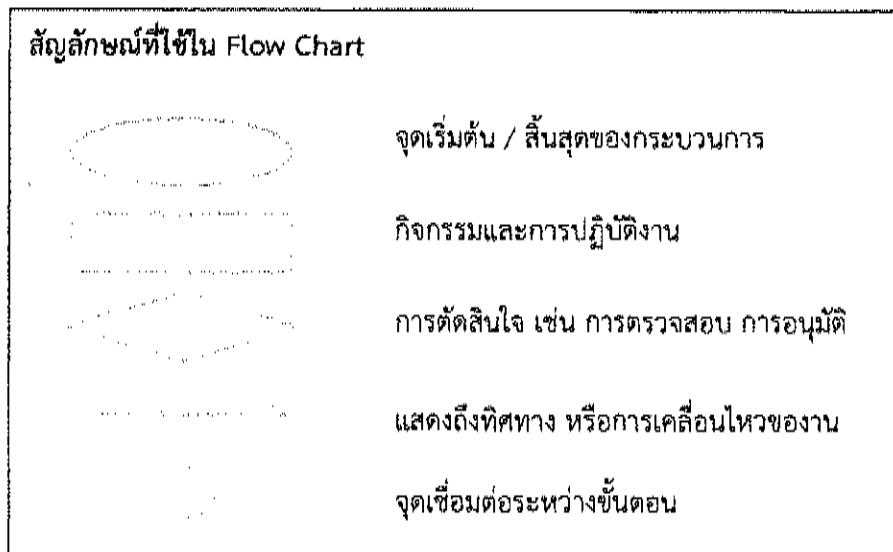 สัญลักษณ์ที่ใช้ใน Flow Chart
จุดเริ่มต้น / สิ้นสุดของกระบวนการ
กิจกรรมและการปฏิบัติงาน
การตัดสินใจ เช่น การตรวจสอบ การอนุมัติ
แสดงถึงทิศทาง หรือการเคลื่อนไหวของงาน
จุดเชื่อมต่อระหว่างขั้นตอน